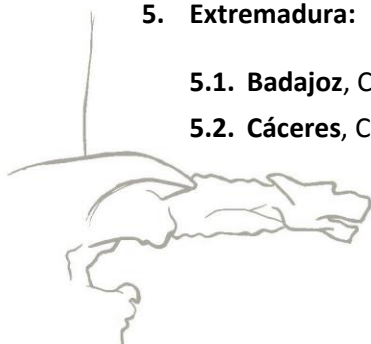 5. Extremadura:
5.1. Badajoz, C
5.2. Cáceres, C